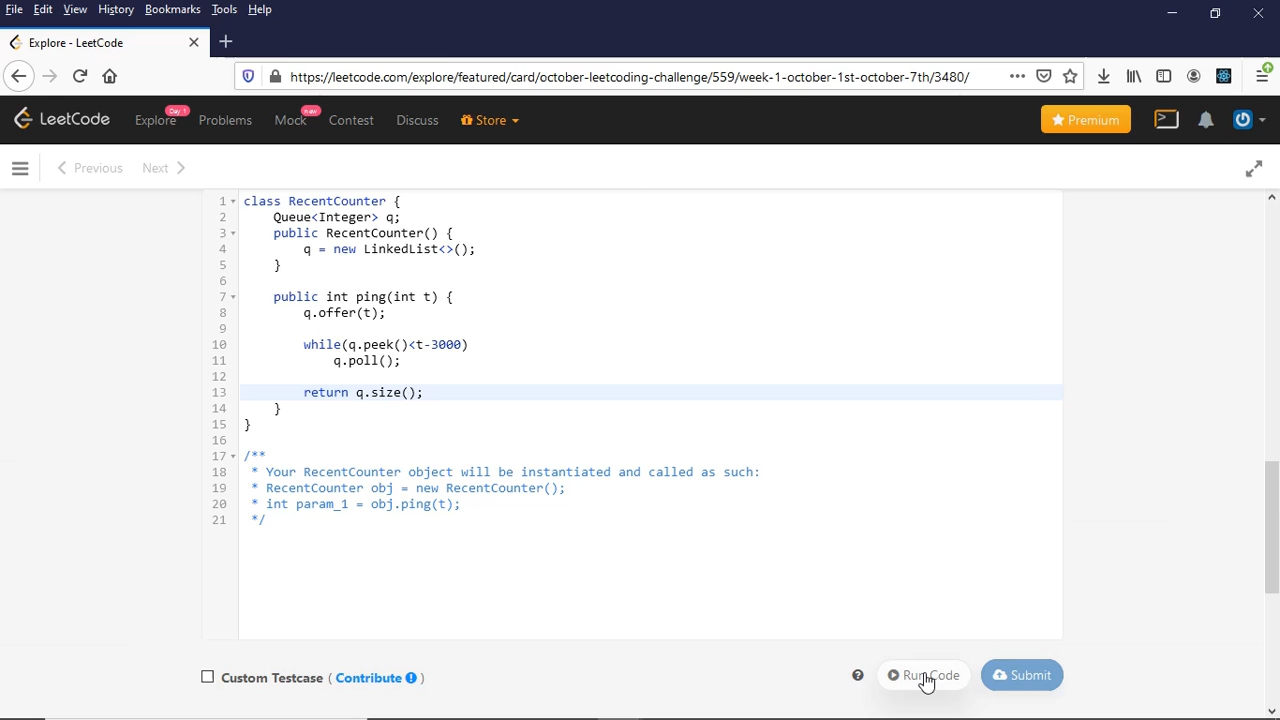 File Edit View History Bookmarks Tools Help
Explore - LeetCode
https://leetcode.com/explore/featured/card/october-leetcoding-challenge/559/week-1-october-1st-october-7th/3480/
LeetCode Explore Day 1 Problems Mock new Contest Discuss Store Premium
Previous Next
1 class RecentCounter {
2 Queue<Integer> q;
3 public RecentCounter() {
4 q = new LinkedList<>();
5 }
6
7 public int ping(int t) {
8 q.offer(t);
9
10 while(q.peek()<t-3000)
11 q.poll();
12
13 return q.size();
14 }
15 }
16
17 /**
18 * Your RecentCounter object will be instantiated and called as such:
19 * RecentCounter obj = new RecentCounter();
20 * int param_1 = obj.ping(t);
21 */
Custom Testcase ( Contribute ) Run Code Submit